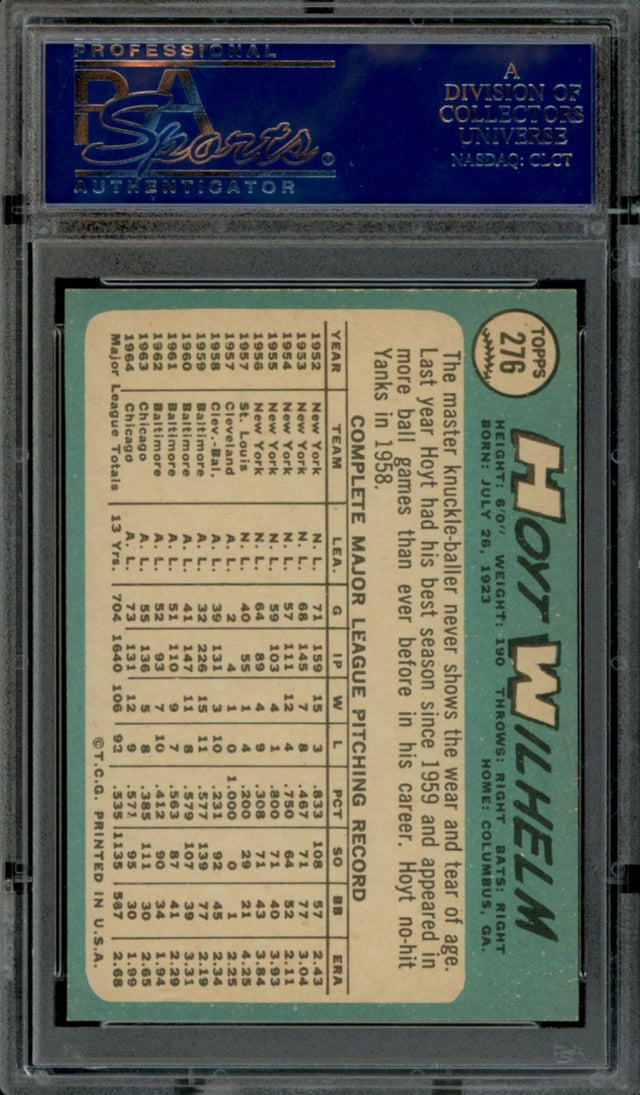 PROFESSIONAL
PSA
Sports®
AUTHENTICATOR
A
DIVISION OF
COLLECTORS
UNIVERSE
NASDAQ: CLCT
TOPPS
276
HOYT WILHELM
HEIGHT: 6'0" WEIGHT: 190 THROWS: RIGHT BATS: RIGHT
BORN: JULY 26, 1923 HOME: COLUMBUS, GA.
The master knuckle-baller never shows the wear and tear of age.
Last year Hoyt had his best season since 1959 and appeared in
more ball games than ever before in his career. Hoyt no-hit
Yanks in 1958.
COMPLETE MAJOR LEAGUE PITCHING RECORD
YEAR TEAM LEA. G IP W L PCT SO BB ERA
1952 New York N. L. 71 159 15 3 .833 108 57 2.43
1953 New York N. L. 68 145 7 8 .467 71 77 3.04
1954 New York N. L. 57 111 12 4 .750 64 52 2.11
1955 New York N. L. 59 103 4 1 .800 71 40 3.93
1956 New York N. L. 64 89 4 9 .308 71 43 3.84
1957 St. Louis N. L. 40 55 1 4 .200 29 21 4.25
1957 Cleveland A. L. 2 4 1 0 1.000 0 1 2.25
1958 Clev.-Bal. A. L. 39 131 3 10 .231 92 45 2.34
1959 Baltimore A. L. 32 226 15 11 .577 139 77 2.19
1960 Baltimore A. L. 41 147 11 8 .579 107 39 3.31
1961 Baltimore A. L. 51 110 9 7 .563 87 41 2.29
1962 Baltimore A. L. 52 93 7 10 .412 90 34 1.94
1963 Chicago A. L. 55 136 5 8 .385 111 30 2.65
1964 Chicago A. L. 73 131 12 9 .571 95 30 1.99
Major League Totals 13 Yrs. 704 1640 106 93 .535 1135 587 2.68
©T.C.G. PRINTED IN U.S.A.
PSA